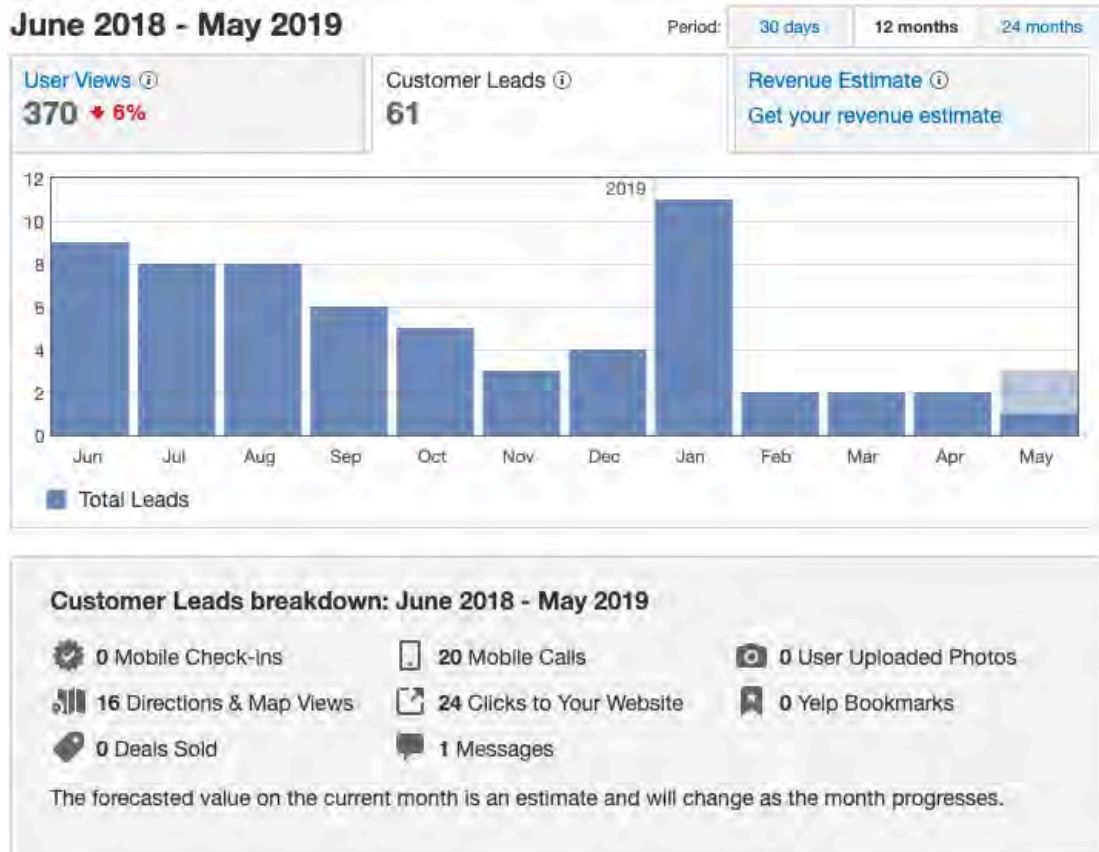 June 2018 - May 2019
Period: 30 days 12 months 24 months
User Views
370 6%
Customer Leads
61
Revenue Estimate
Get your revenue estimate
12
10
8
6
4
2
0
2019
Jun Jul Aug Sep Oct Nov Dec Jan Feb Mar Apr May
Total Leads
Customer Leads breakdown: June 2018 - May 2019
0 Mobile Check-ins
20 Mobile Calls
0 User Uploaded Photos
16 Directions & Map Views
24 Clicks to Your Website
0 Yelp Bookmarks
0 Deals Sold
1 Messages
The forecasted value on the current month is an estimate and will change as the month progresses.